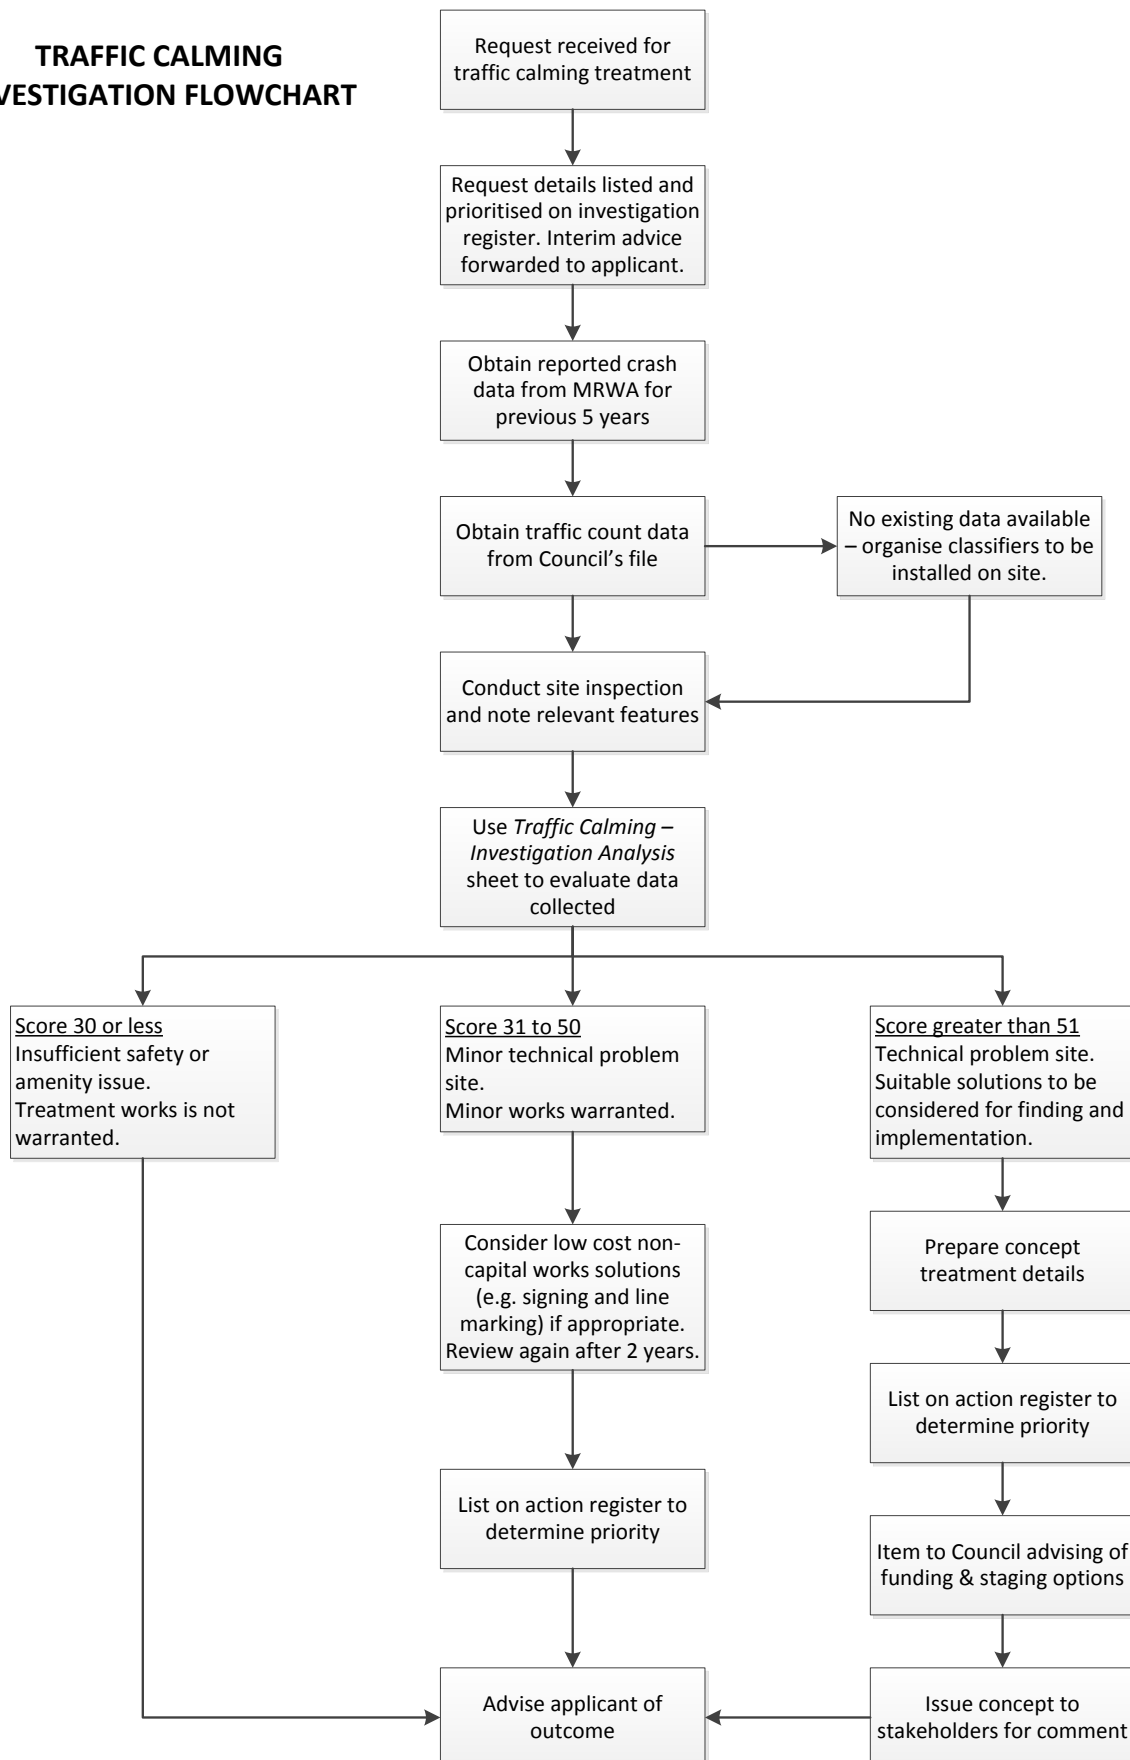 TRAFFIC CALMING
VESTIGATION FLOWCHART
Request received for
traffic calming treatment
Request details listed and
prioritised on investigation
register. Interim advice
forwarded to applicant.
Obtain reported crash
data from MRWA for
previous 5 years
Obtain traffic count data
from Council’s file
No existing data available
– organise classifiers to be
installed on site.
Conduct site inspection
and note relevant features
Use Traffic Calming –
Investigation Analysis
sheet to evaluate data
collected
Score 30 or less
Insufficient safety or
amenity issue.
Treatment works is not
warranted.
Score 31 to 50
Minor technical problem
site.
Minor works warranted.
Score greater than 51
Technical problem site.
Suitable solutions to be
considered for finding and
implementation.
Consider low cost non-
capital works solutions
(e.g. signing and line
marking) if appropriate.
Review again after 2 years.
Prepare concept
treatment details
List on action register to
determine priority
List on action register to
determine priority
Item to Council advising of
funding & staging options
Advise applicant of
outcome
Issue concept to
stakeholders for comment